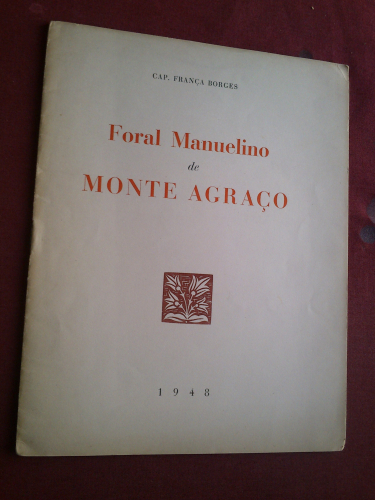 CAP. FRANÇA BORGES
Foral Manuelino
de
MONTE AGRAÇO
1948